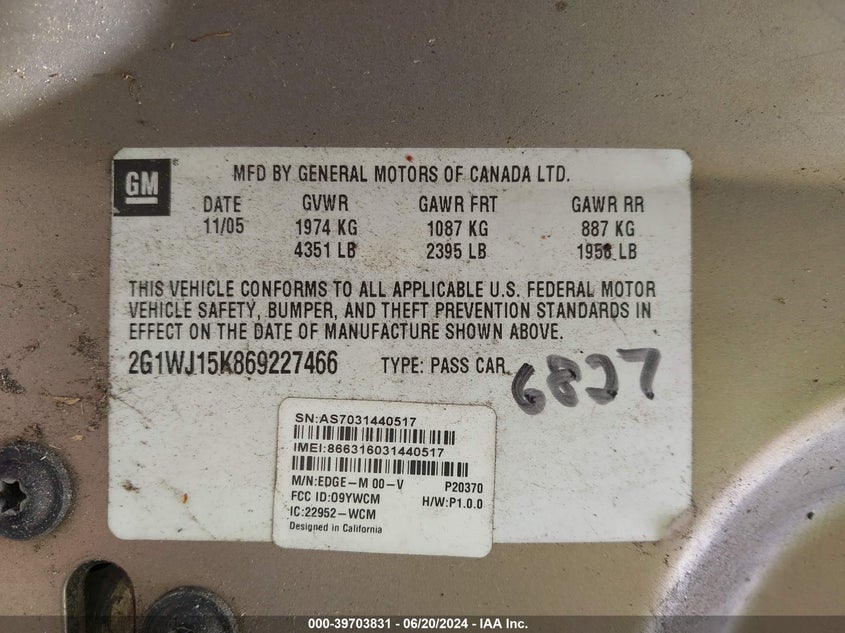 GM
®
MFD BY GENERAL MOTORS OF CANADA LTD.
DATE GVWR GAWR FRT GAWR RR
11/05 1974 KG 1087 KG 887 KG
4351 LB 2395 LB 1956 LB
THIS VEHICLE CONFORMS TO ALL APPLICABLE U.S. FEDERAL MOTOR
VEHICLE SAFETY, BUMPER, AND THEFT PREVENTION STANDARDS IN
EFFECT ON THE DATE OF MANUFACTURE SHOWN ABOVE.
2G1WJ15K869227466 TYPE: PASS CAR
6827
SN:AS7031440517
IMEI:866316031440517
M/N:EDGE-M 00-V P20370
FCC ID:O9YWCM H/W:P1.0.0
IC:22952-WCM
Designed in California
000-39703831 - 06/20/2024 - IAA Inc.